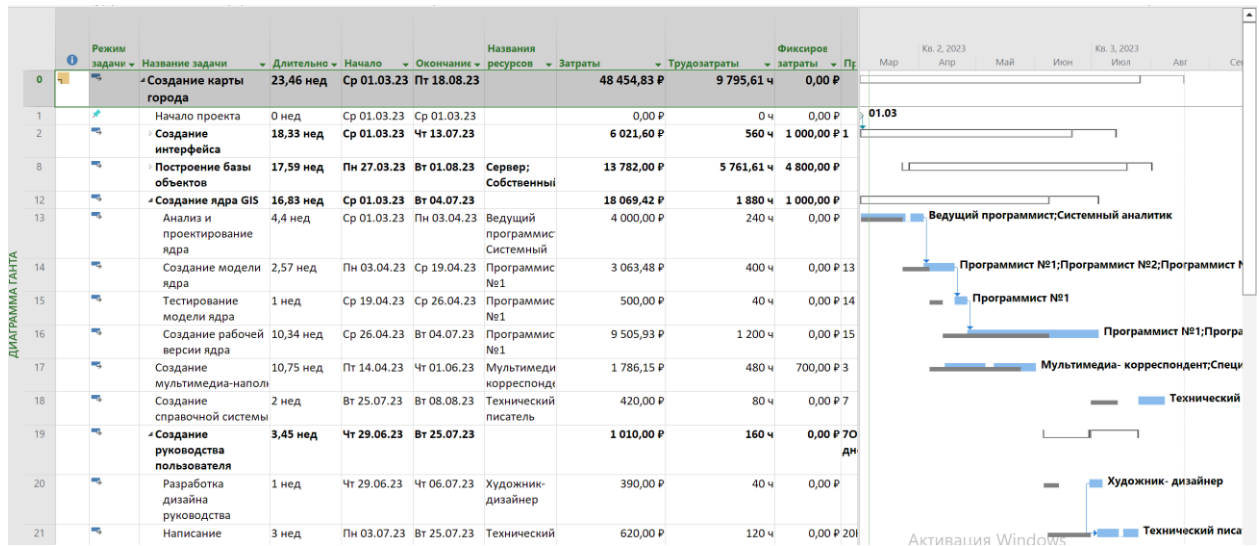 Режим задачи Название задачи Длительно Начало Окончание Названия ресурсов Затраты Трудозатраты Фиксиров затраты Пр
Кв. 2, 2023 Кв. 3, 2023
Мар Апр Май Июн Июл Авг Сен
ДИАГРАММА ГАНТА
0 Создание карты города 23,46 нед Ср 01.03.23 Пт 18.08.23 48 454,83 ₽ 9 795,61 ч 0,00 ₽
1 Начало проекта 0 нед Ср 01.03.23 Ср 01.03.23 0,00 ₽ 0 ч 0,00 ₽ 01.03
2 Создание интерфейса 18,33 нед Ср 01.03.23 Чт 13.07.23 6 021,60 ₽ 560 ч 1 000,00 ₽ 1
8 Построение базы объектов 17,59 нед Пн 27.03.23 Вт 01.08.23 Сервер; Собственный 13 782,00 ₽ 5 761,61 ч 4 800,00 ₽
12 Создание ядра GIS 16,83 нед Ср 01.03.23 Вт 04.07.23 18 069,42 ₽ 1 880 ч 1 000,00 ₽
13 Анализ и проектирование ядра 4,4 нед Ср 01.03.23 Пн 03.04.23 Ведущий программист Системный 4 000,00 ₽ 240 ч 0,00 ₽ Ведущий программист;Системный аналитик
14 Создание модели ядра 2,57 нед Пн 03.04.23 Ср 19.04.23 Программис №1 3 063,48 ₽ 400 ч 0,00 ₽ 13 Программист №1;Программист №2;Программист N
15 Тестирование модели ядра 1 нед Ср 19.04.23 Ср 26.04.23 Программис №1 500,00 ₽ 40 ч 0,00 ₽ 14 Программист №1
16 Создание рабочей версии ядра 10,34 нед Ср 26.04.23 Вт 04.07.23 Программис №1 9 505,93 ₽ 1 200 ч 0,00 ₽ 15 Программист №1;Програ
17 Создание мультимедиа-наполн 10,75 нед Пт 14.04.23 Чт 01.06.23 Мультимеди корреспонде 1 786,15 ₽ 480 ч 700,00 ₽ 3 Мультимедиа- корреспондент;Специ
18 Создание справочной системы 2 нед Вт 25.07.23 Вт 08.08.23 Технический писатель 420,00 ₽ 80 ч 0,00 ₽ 7 Технический
19 Создание руководства пользователя 3,45 нед Чт 29.06.23 Вт 25.07.23 1 010,00 ₽ 160 ч 0,00 ₽ 7О дн
20 Разработка дизайна руководства 1 нед Чт 29.06.23 Чт 06.07.23 Художник- дизайнер 390,00 ₽ 40 ч 0,00 ₽ Художник- дизайнер
21 Написание 3 нед Пн 03.07.23 Вт 25.07.23 Технический 620,00 ₽ 120 ч 0,00 ₽ 20 Технический писа
Активация Windows